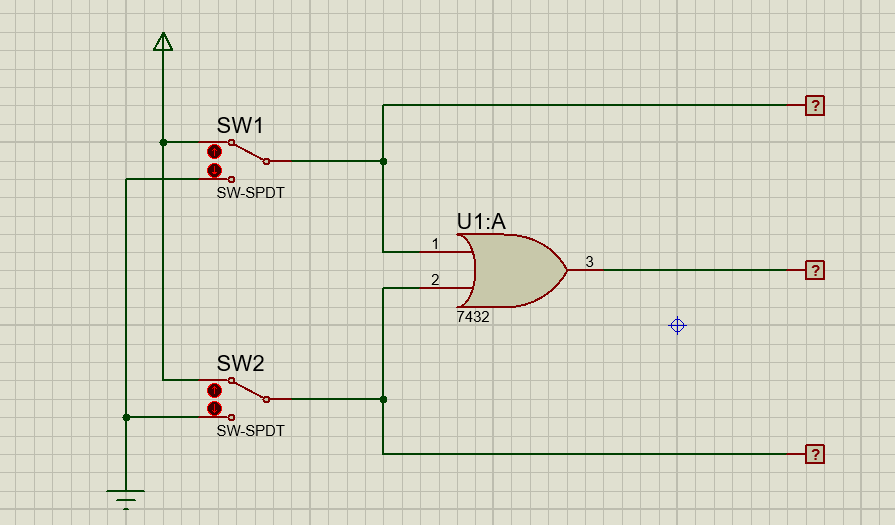 ?
SW1
SW-SPDT
U1:A
1
3
?
2
7432
SW2
SW-SPDT
?